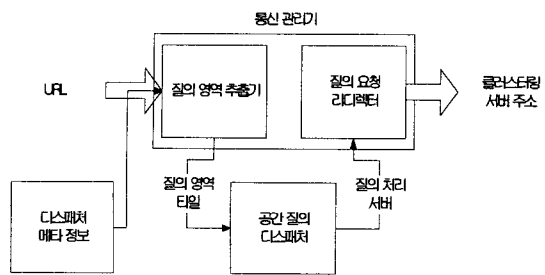 통신 관리기
URL
질의 영역 추출기
질의 요청
리디렉터
클러스터링
서버 주소
질의 영역
타일
질의 처리
서버
디스패쳐
메타 정보
공간 질의
디스패처